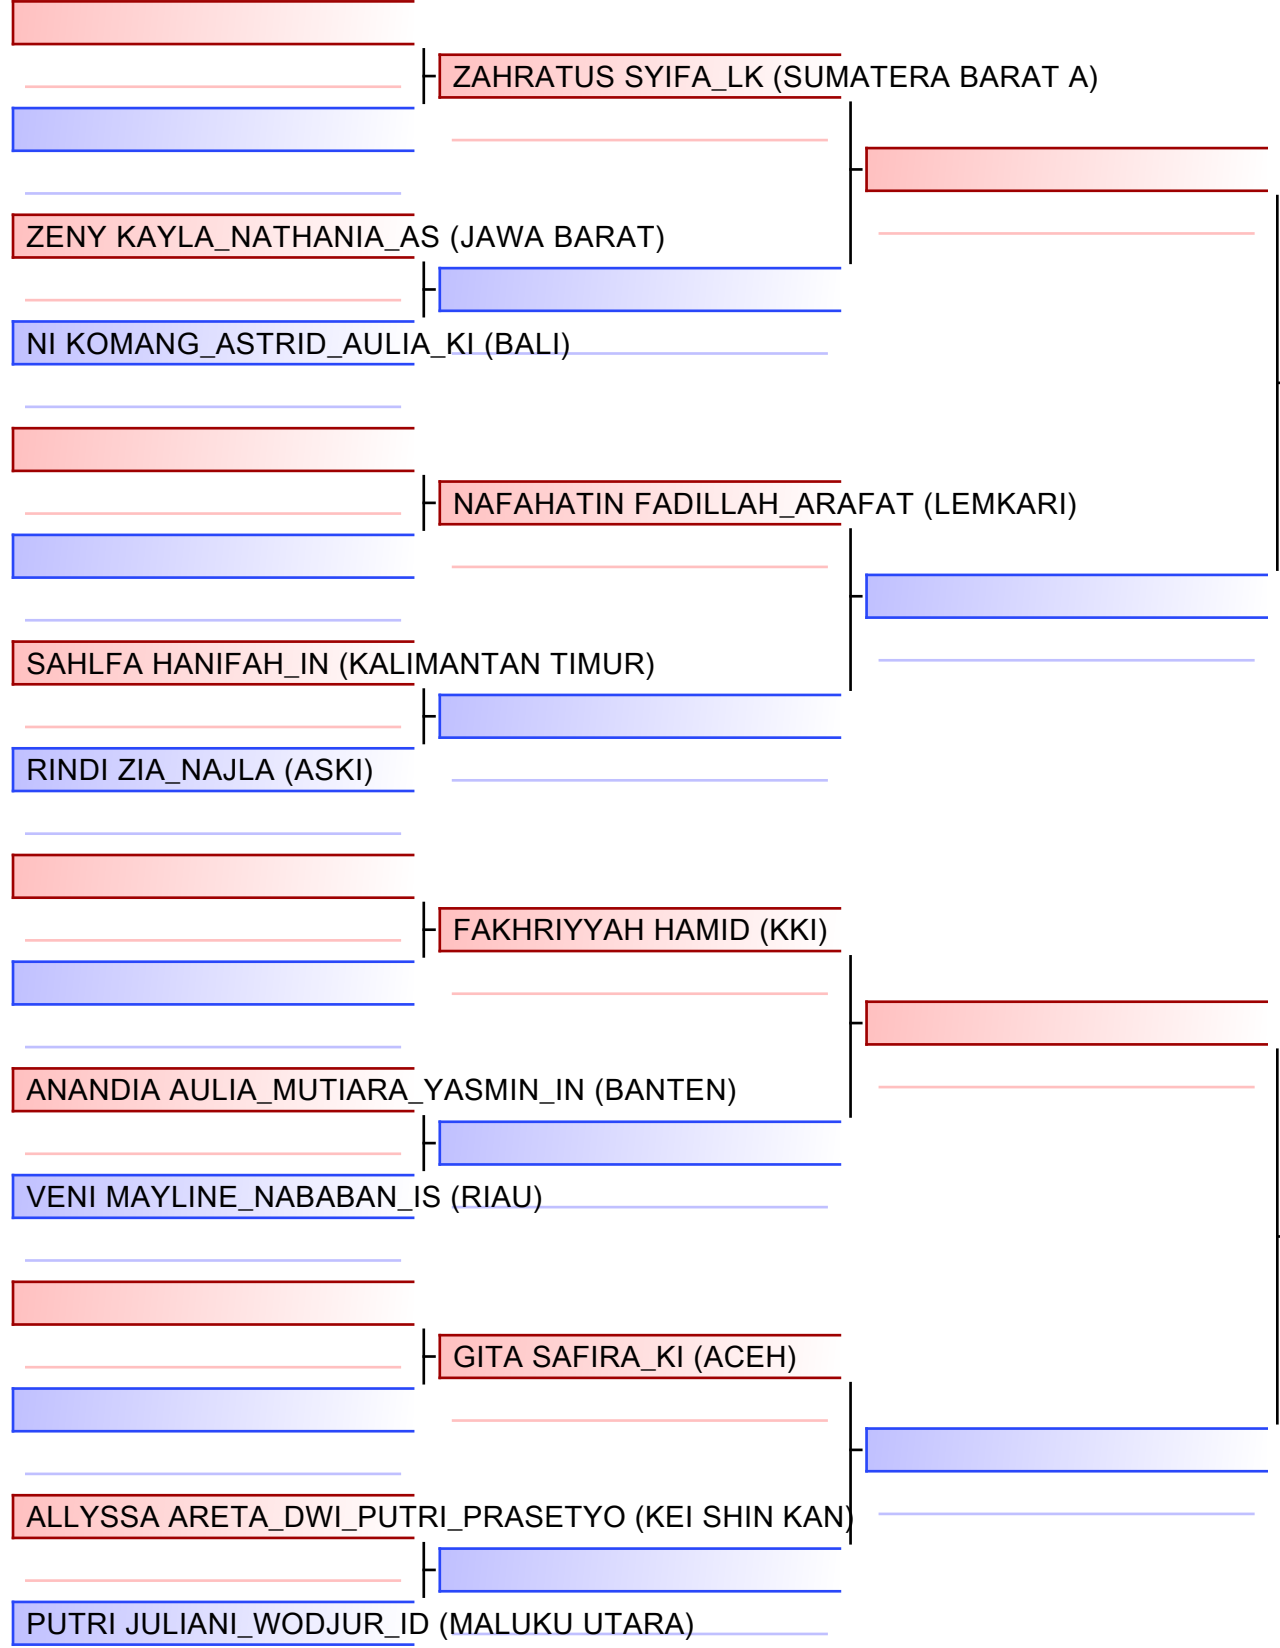 ZAHRATUS SYIFA_LK (SUMATERA BARAT A)
ZENY KAYLA_NATHANIA_AS (JAWA BARAT)
NI KOMANG_ASTRID_AULIA_KI (BALI)
NAFAHATIN FADILLAH_ARAFAT (LEMKARI)
SAHLFA HANIFAH_IN (KALIMANTAN TIMUR)
RINDI ZIA_NAJLA (ASKI)
FAKHRIYYAH HAMID (KKI)
ANANDIA AULIA_MUTIARA_YASMIN_IN (BANTEN)
VENI MAYLINE_NABABAN_IS (RIAU)
GITA SAFIRA_KI (ACEH)
ALLYSSA ARETA_DWI_PUTRI_PRASETYO (KEI SHIN KAN)
PUTRI JULIANI_WODJUR_ID (MALUKU UTARA)